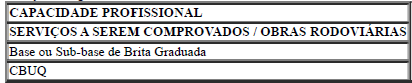 CAPACIDADE PROFISSIONAL
SERVIÇOS A SEREM COMPROVADOS / OBRAS RODOVIÁRIAS
Base ou Sub-base de Brita Graduada
CBUQ